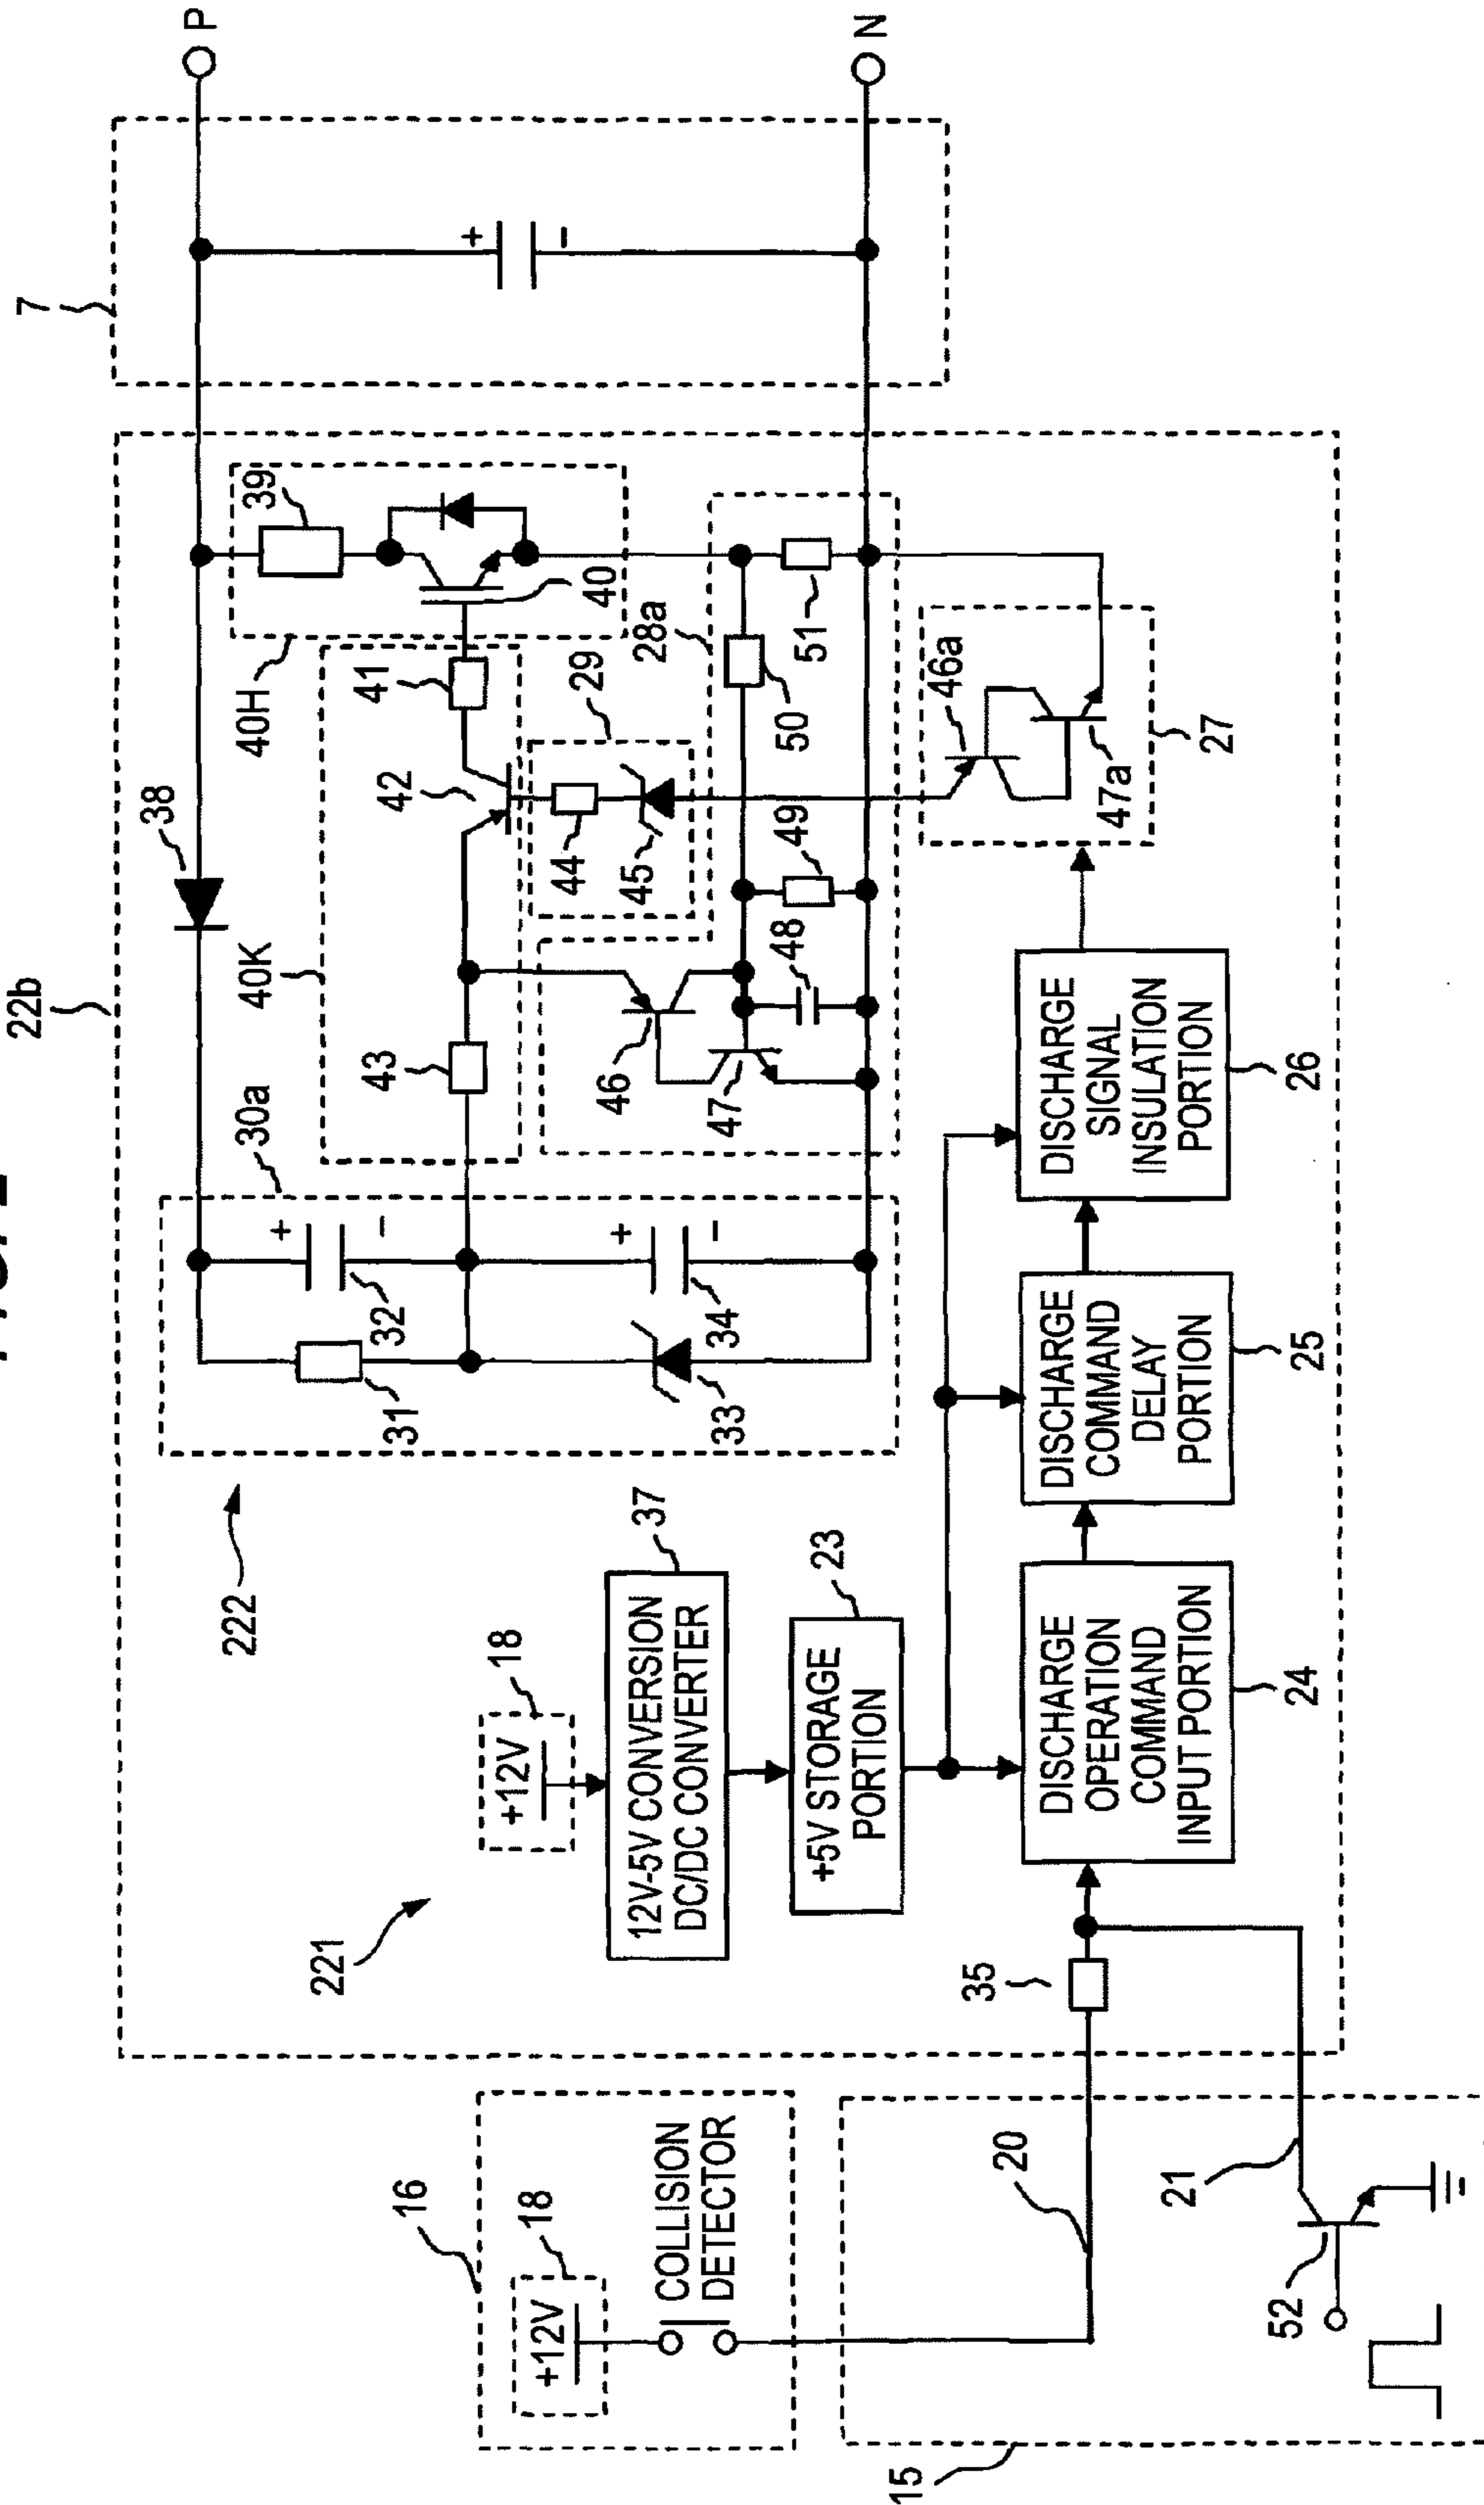 22b
7
P
N
38
39
40H
40
41
42
40K
43
30a
28a
29
44
45
46
47
48
49
50
51
46a
47a
27
+
-
+
-
+
-
31
32
33
34
222
221
18
+12V
37
12V-5V CONVERSION
DC/DC CONVERTER
23
+5V STORAGE
PORTION
DISCHARGE
OPERATION
COMMAND
INPUT PORTION
24
DISCHARGE
COMMAND
DELAY
PORTION
25
DISCHARGE
SIGNAL
INSULATION
PORTION
26
35
16
18
+12V
COLLISION
DETECTOR
20
21
52
15